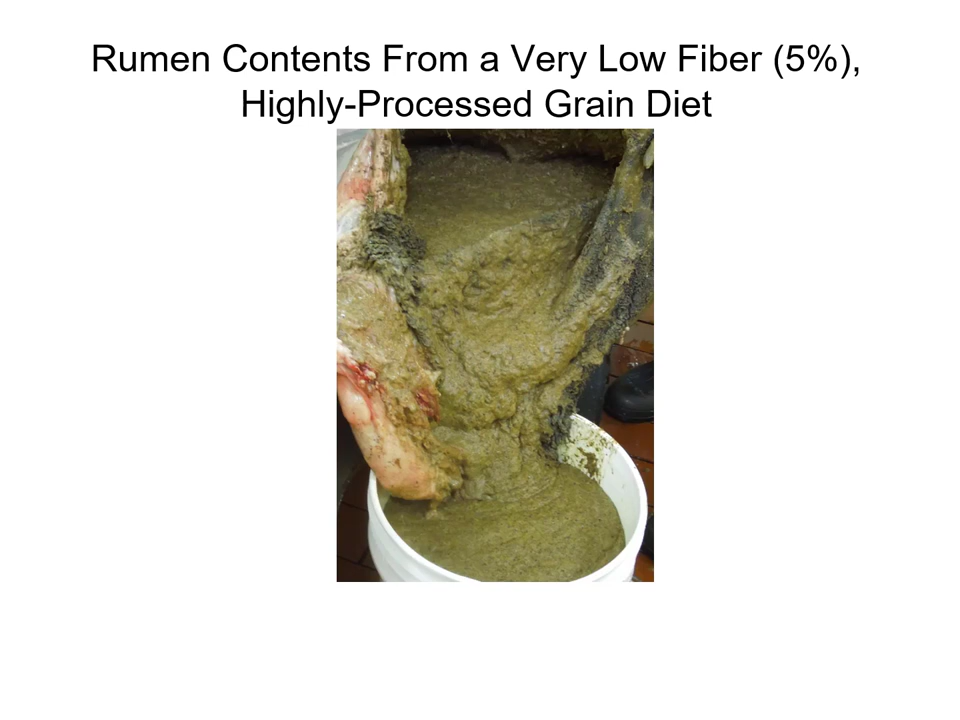 Rumen Contents From a Very Low Fiber (5%),
Highly-Processed Grain Diet